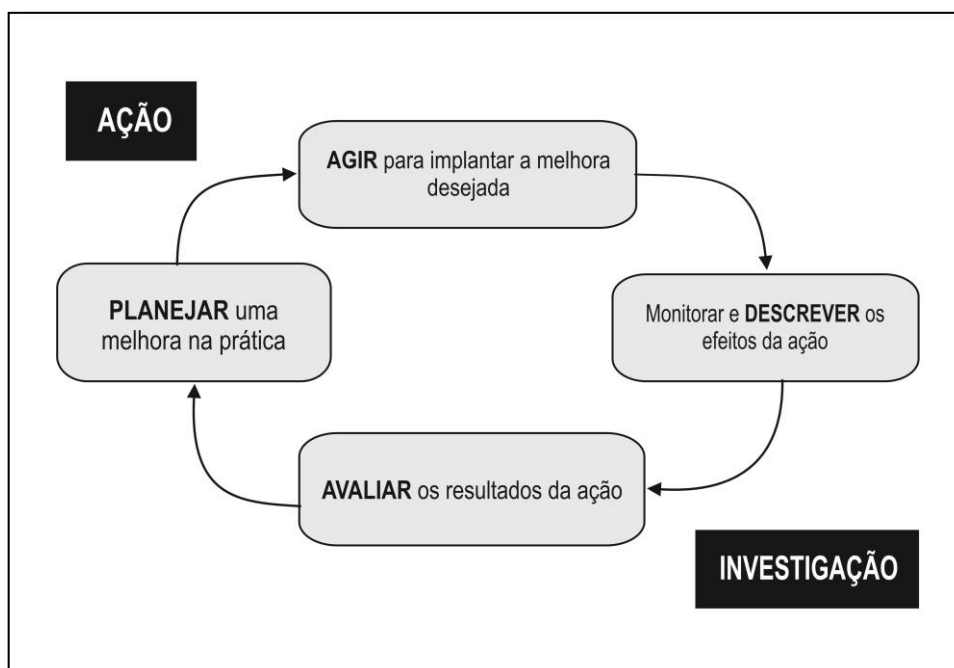 AÇÃO
AGIR para implantar a melhora
desejada
PLANEJAR uma
melhora na prática
Monitorar e DESCREVER os
efeitos da ação
AVALIAR os resultados da ação
INVESTIGAÇÃO